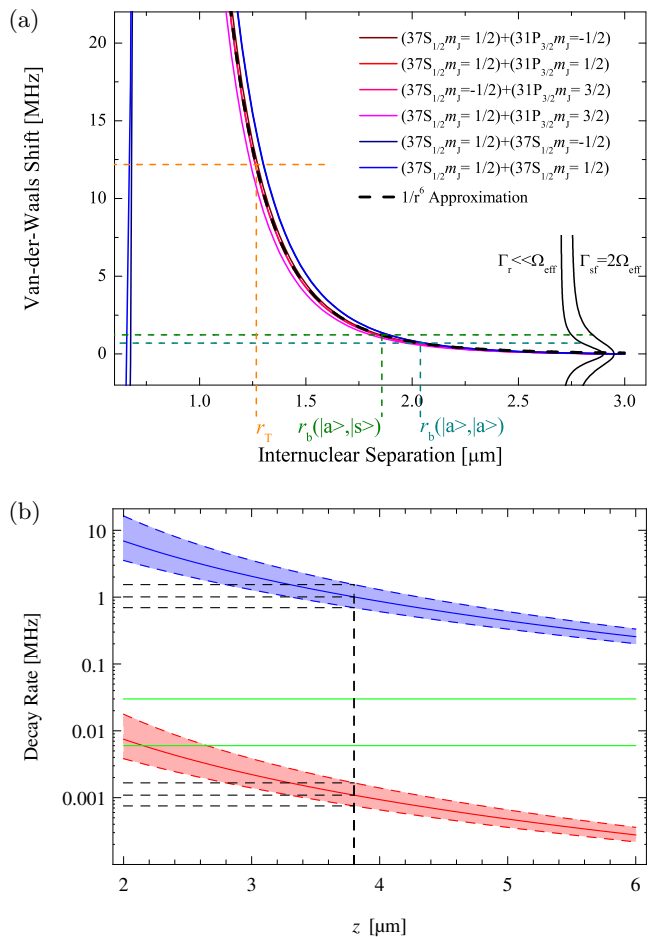 (a)
20
15
10
5
0
Van-der-Waals Shift [MHz]
(37S1/2mJ= 1/2)+(31P3/2mJ=-1/2)
(37S1/2mJ= 1/2)+(31P3/2mJ= 1/2)
(37S1/2mJ=-1/2)+(31P3/2mJ= 3/2)
(37S1/2mJ= 1/2)+(31P3/2mJ= 3/2)
(37S1/2mJ= 1/2)+(37S1/2mJ=-1/2)
(37S1/2mJ= 1/2)+(37S1/2mJ= 1/2)
1/r⁶ Approximation
Γr<<Ωeff Γsf=2Ωeff
1.0 1.5 2.0 2.5 3.0
rT rb(|a>,|s>) rb(|a>,|a>)
Internuclear Separation [μm]
(b)
10
1
0.1
0.01
0.001
Decay Rate [MHz]
2 3 4 5 6
z [μm]